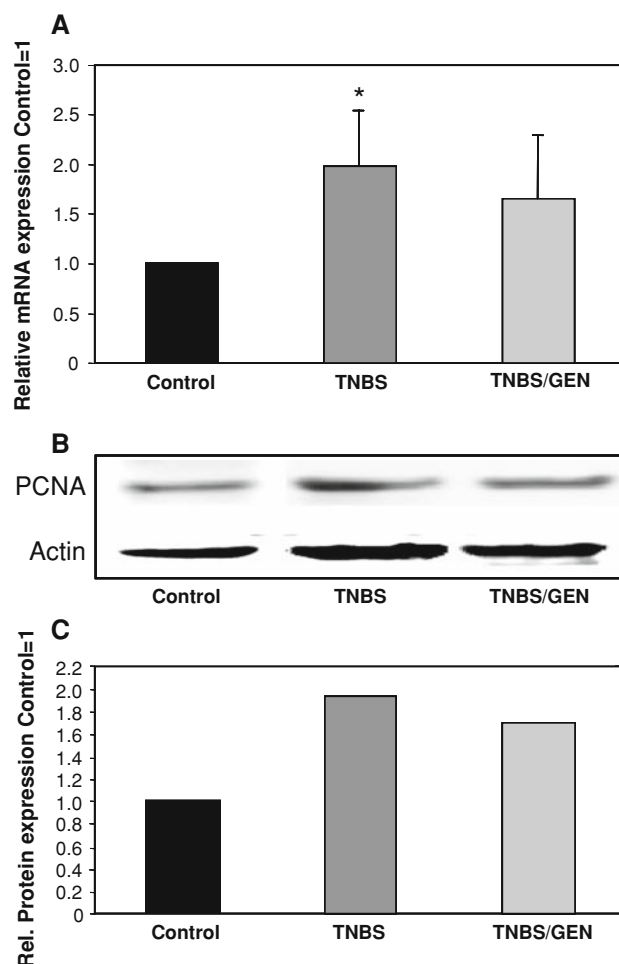 A
Relative mRNA expression Control=1
3.0
2.5
2.0
1.5
1.0
0.5
0
*
Control TNBS TNBS/GEN
B
PCNA
Actin
Control TNBS TNBS/GEN
C
Rel. Protein expression Control=1
2.2
2.0
1.8
1.6
1.4
1.2
1.0
0.8
0.6
0.4
0.2
0
Control TNBS TNBS/GEN